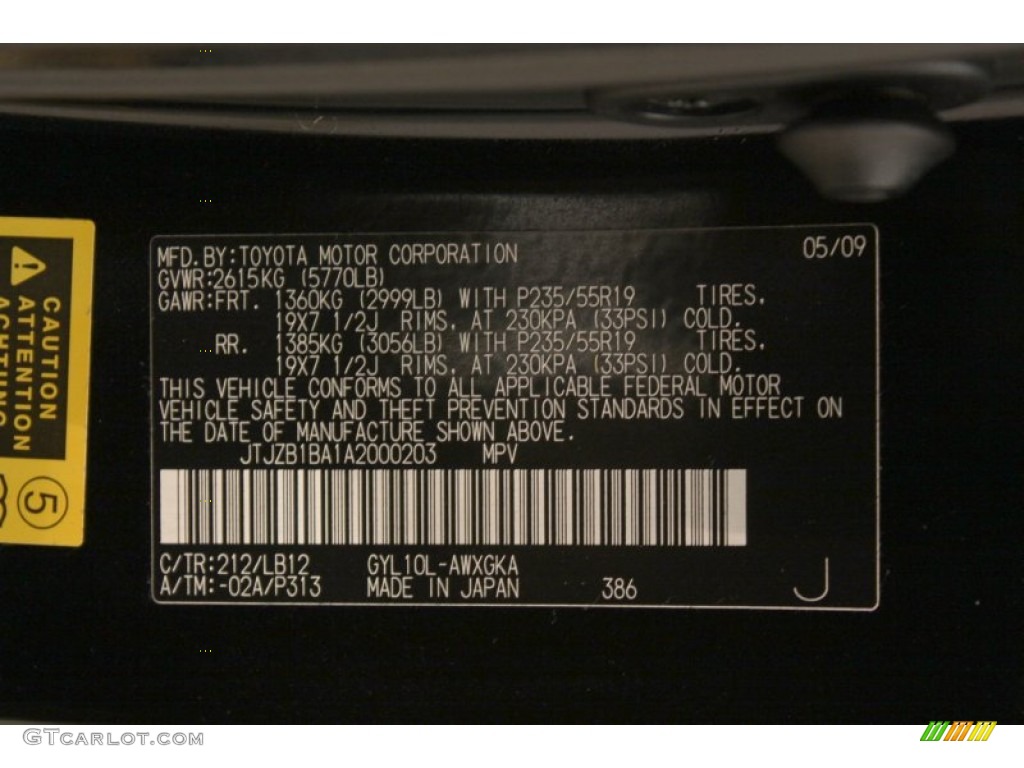 MFD.BY:TOYOTA MOTOR CORPORATION 05/09
GVWR:2615KG (5770LB)
GAWR:FRT. 1360KG (2999LB) WITH P235/55R19 TIRES.
19X7 1/2J RIMS. AT 230KPA (33PSI) COLD.
RR. 1385KG (3056LB) WITH P235/55R19 TIRES.
19X7 1/2J RIMS. AT 230KPA (33PSI) COLD.
THIS VEHICLE CONFORMS TO ALL APPLICABLE FEDERAL MOTOR
VEHICLE SAFETY AND THEFT PREVENTION STANDARDS IN EFFECT ON
THE DATE OF MANUFACTURE SHOWN ABOVE.
JTJZB1BA1A2000203 MPV
C/TR:212/LB12 GYL10L-AWXGKA
A/TM:-02A/P313 MADE IN JAPAN 386 J
CAUTION
ATTENTION
ACHTUNG
5
GTCARLOT.COM